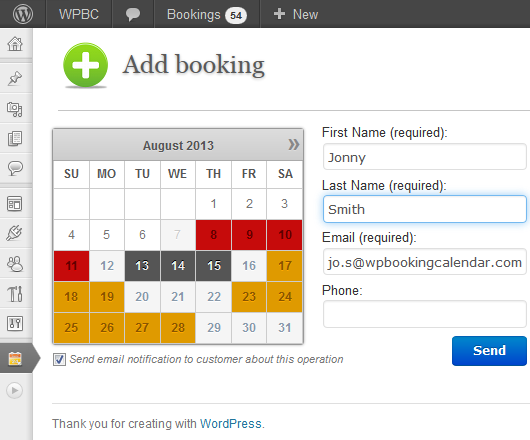 WPBC Bookings 54 + New
Add booking
August 2013 »
SU MO TU WE TH FR SA
1 2 3
4 5 6 7 8 9 10
11 12 13 14 15 16 17
18 19 20 21 22 23 24
25 26 27 28 29 30 31
Send email notification to customer about this operation
First Name (required):
Jonny
Last Name (required):
Smith
Email (required):
jo.s@wpbookingcalendar.com
Phone:
Send
Thank you for creating with WordPress.